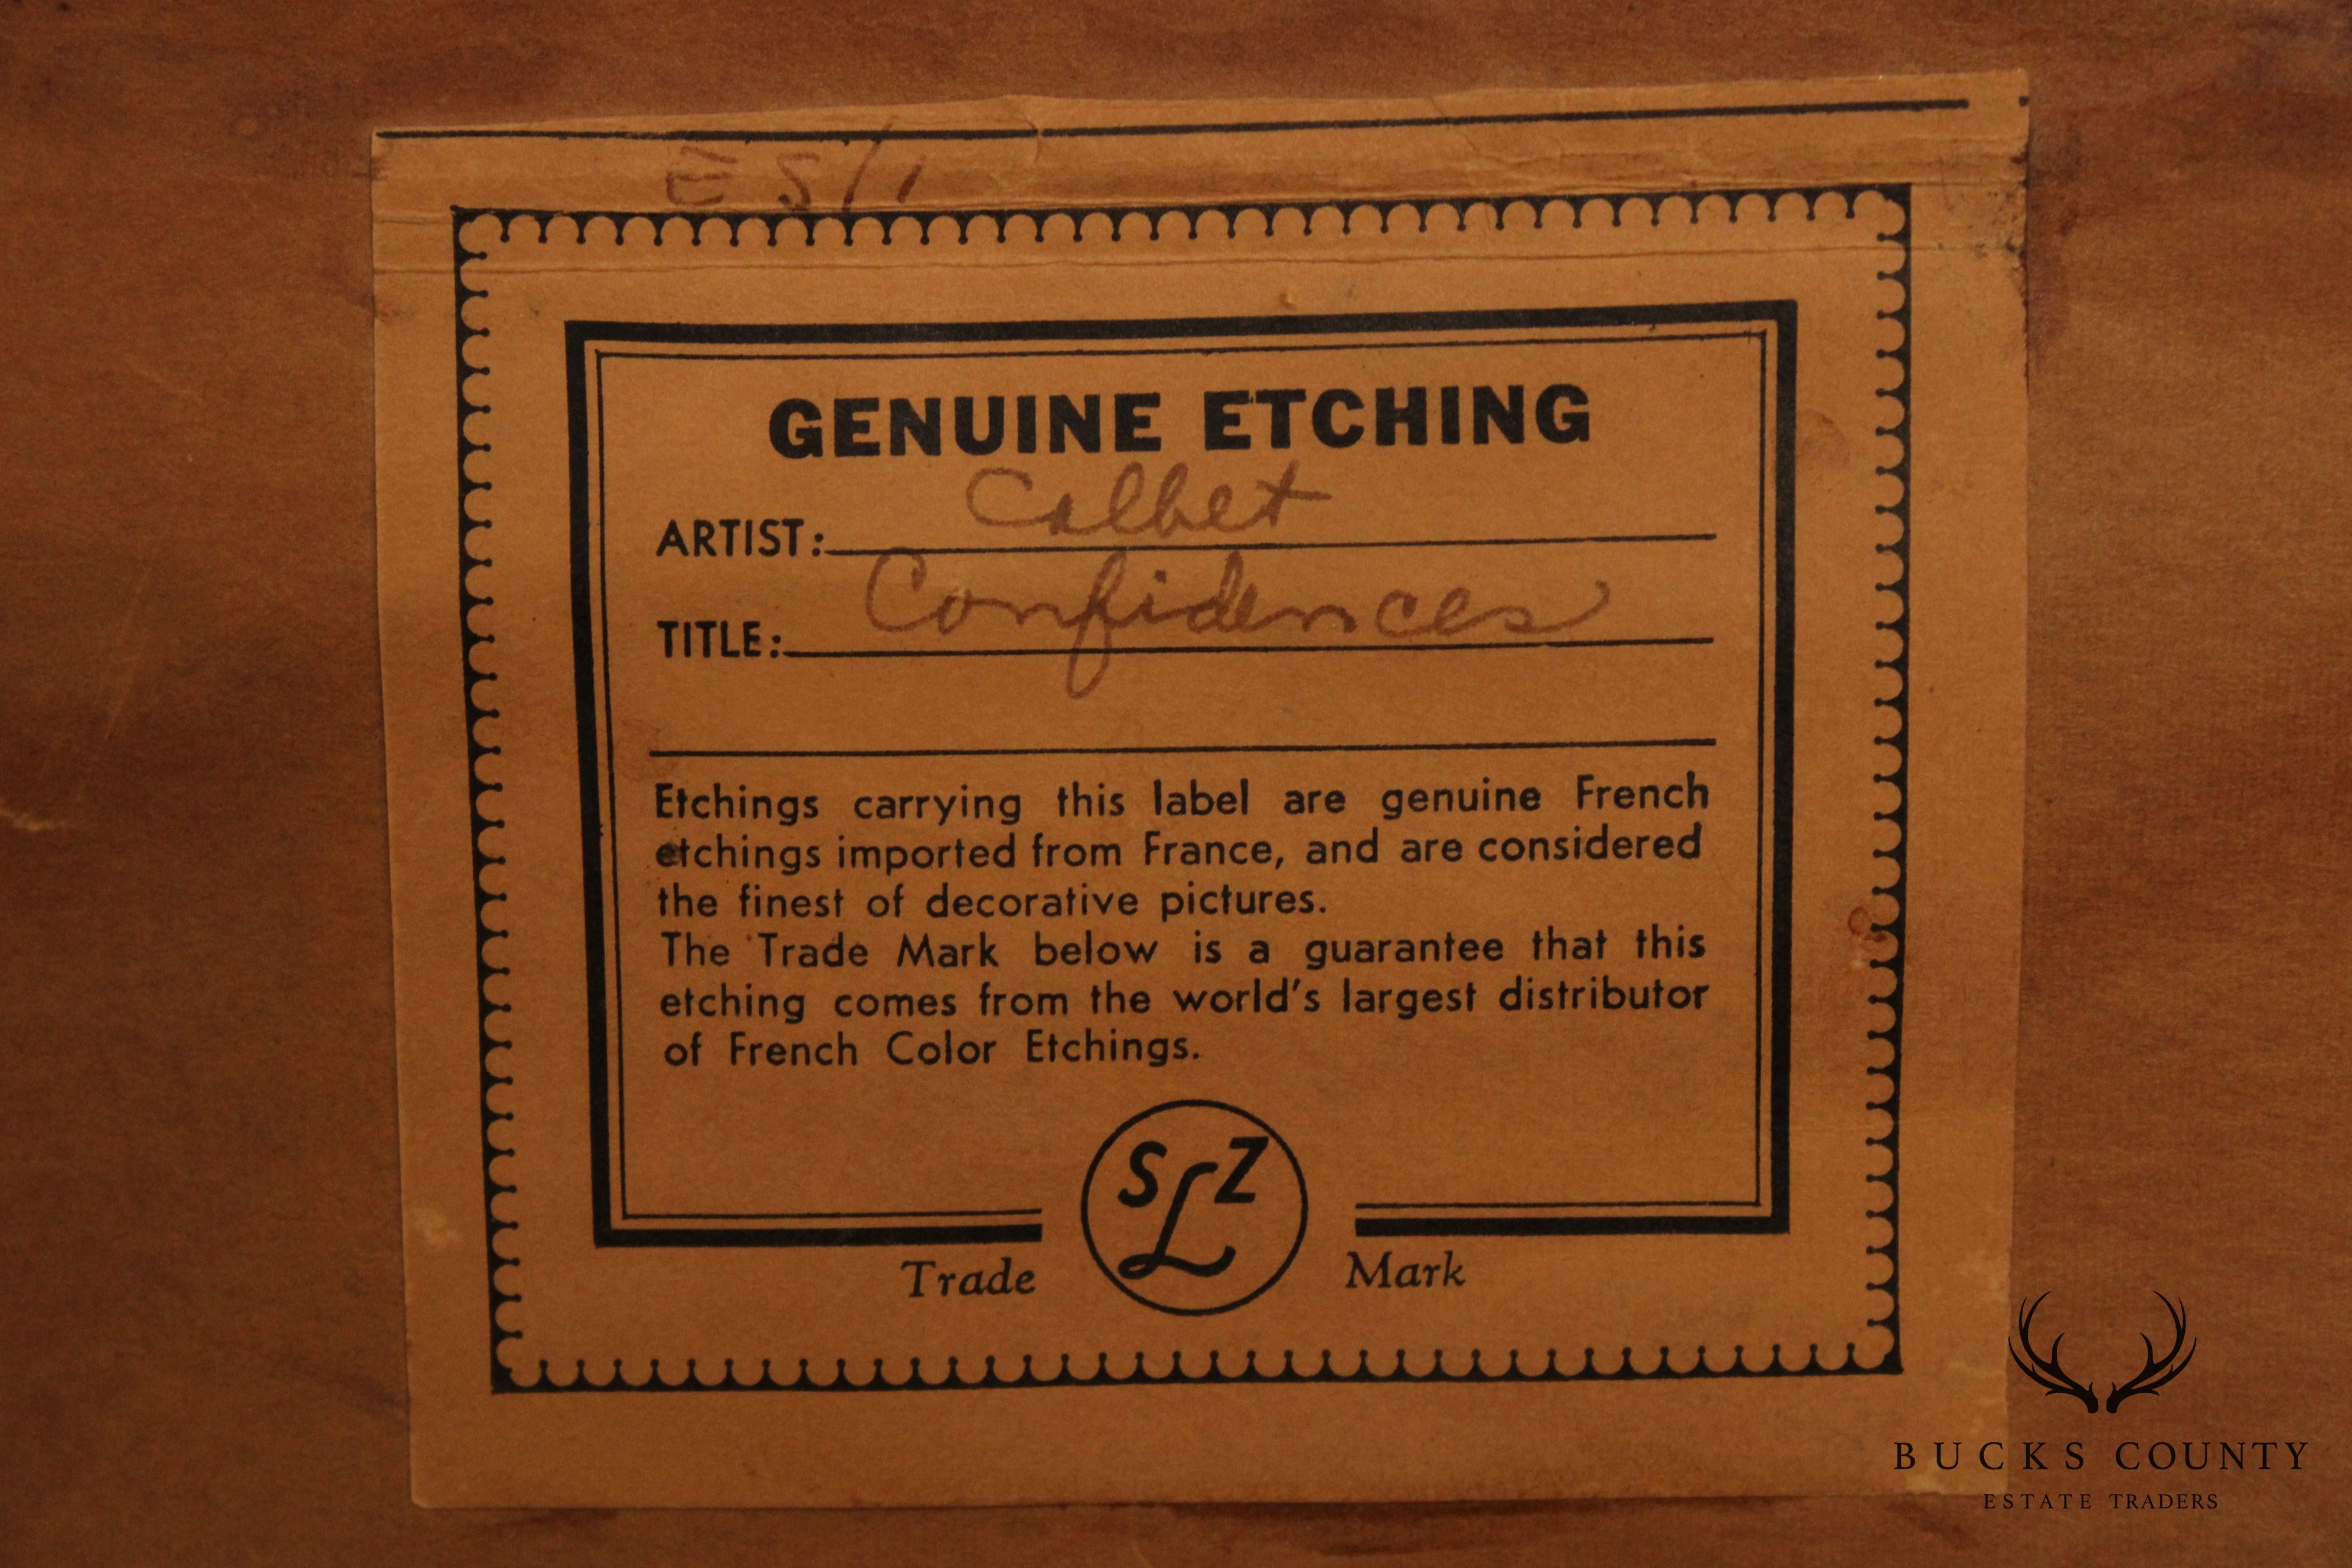 GENUINE ETCHING
ARTIST: Calbet
TITLE: Confidences
Etchings carrying this label are genuine French
etchings imported from France, and are considered
the finest of decorative pictures.
The Trade Mark below is a guarantee that this
etching comes from the world's largest distributor
of French Color Etchings.
SLZ
Trade Mark
BUCKS COUNTY
ESTATE TRADERS